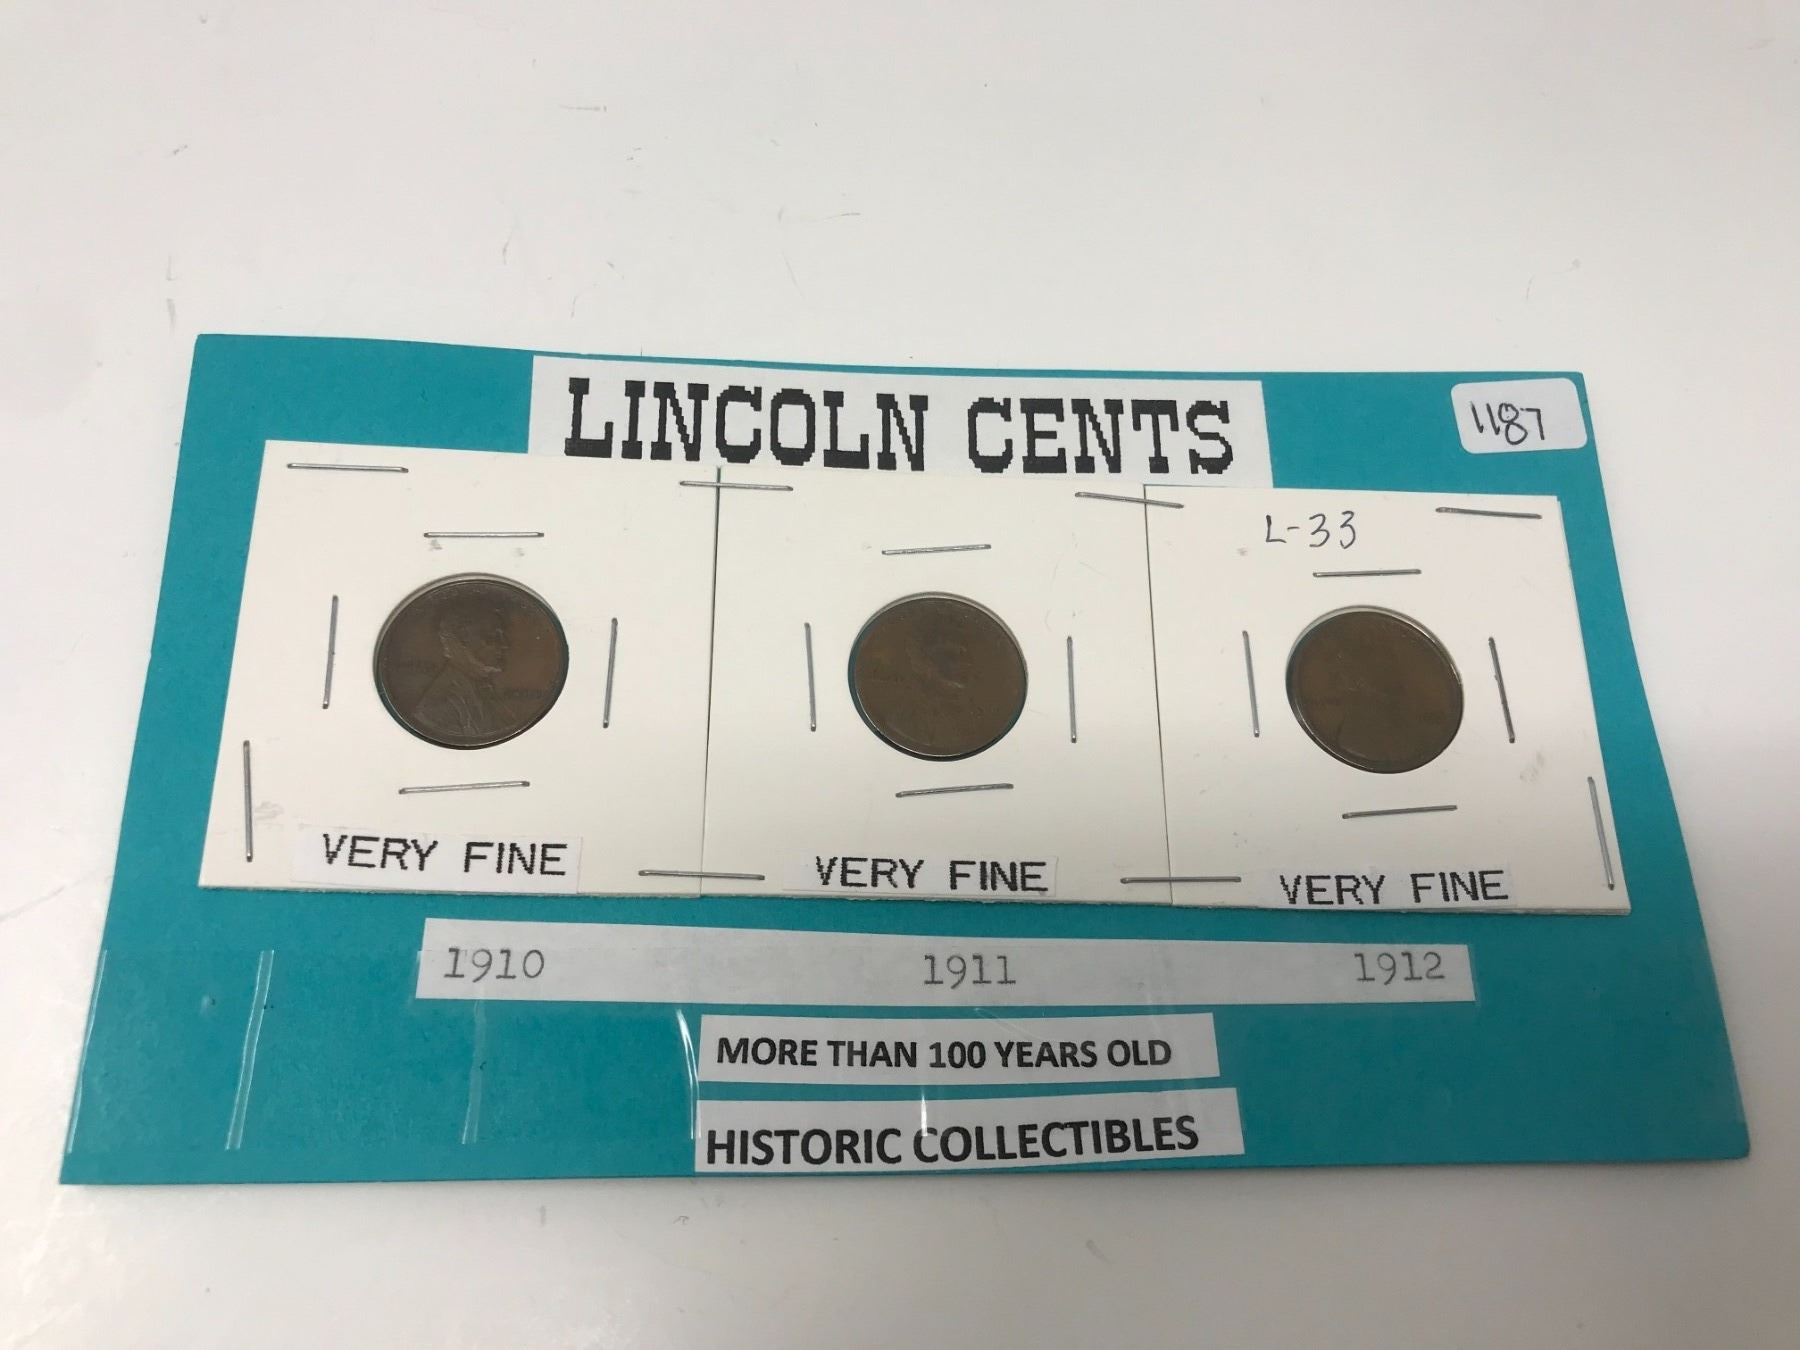 LINCOLN CENTS
1187
L-33
VERY FINE
VERY FINE
VERY FINE
1910
1911
1912
MORE THAN 100 YEARS OLD
HISTORIC COLLECTIBLES